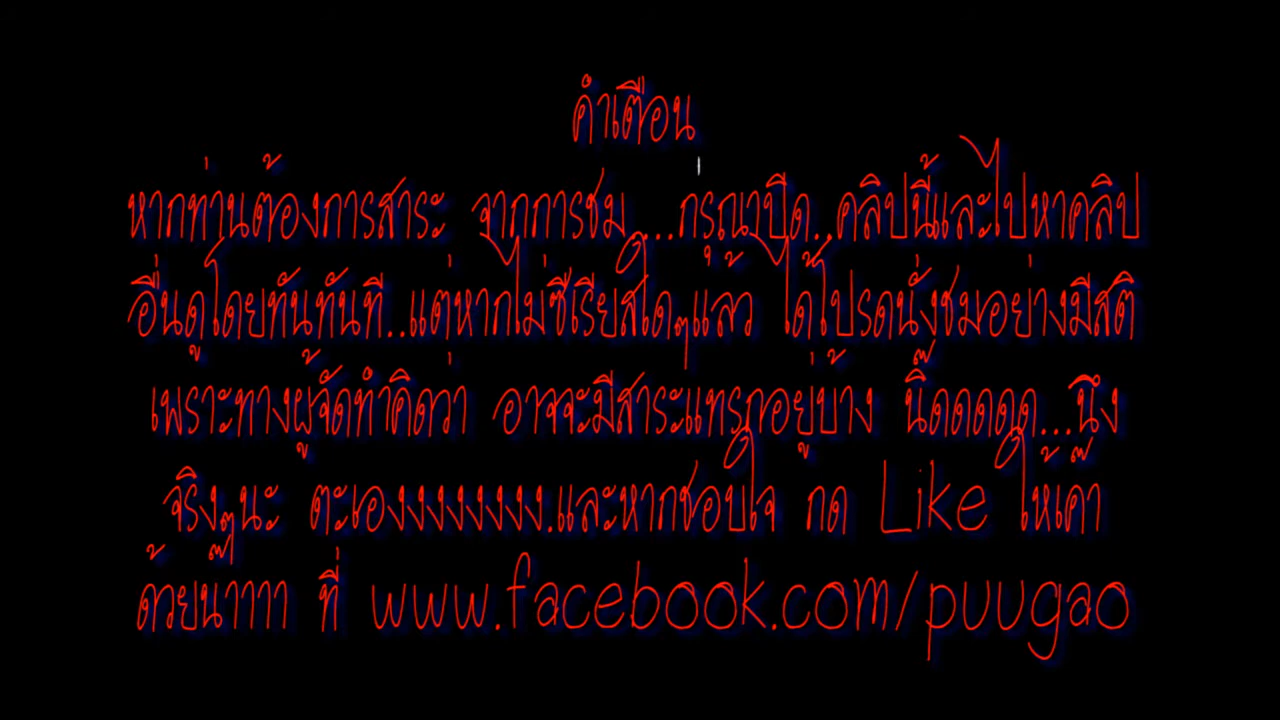 คำเตือน
หากท่านต้องการสาระ จากการชม....กรุณาปิด..คลิปนี้และไปหาคลิป
อื่นดูโดยทันทันที..แต่หากไม่ซีเรียสใดๆแล้ว ได้โปรดนั่งชมอย่างมีสติ
เพราะทางผู้จัดทำคิดว่า อาจจะมีสาระแทรกอยู่บ้าง นิ๊ดดดดด...นึง
จริงๆนะ ตะเองงงงงงงงง.และหากชอบใจ กด Like ให้เค๊า
ด้วยน๊าาาา ที่ www.facebook.com/puugao